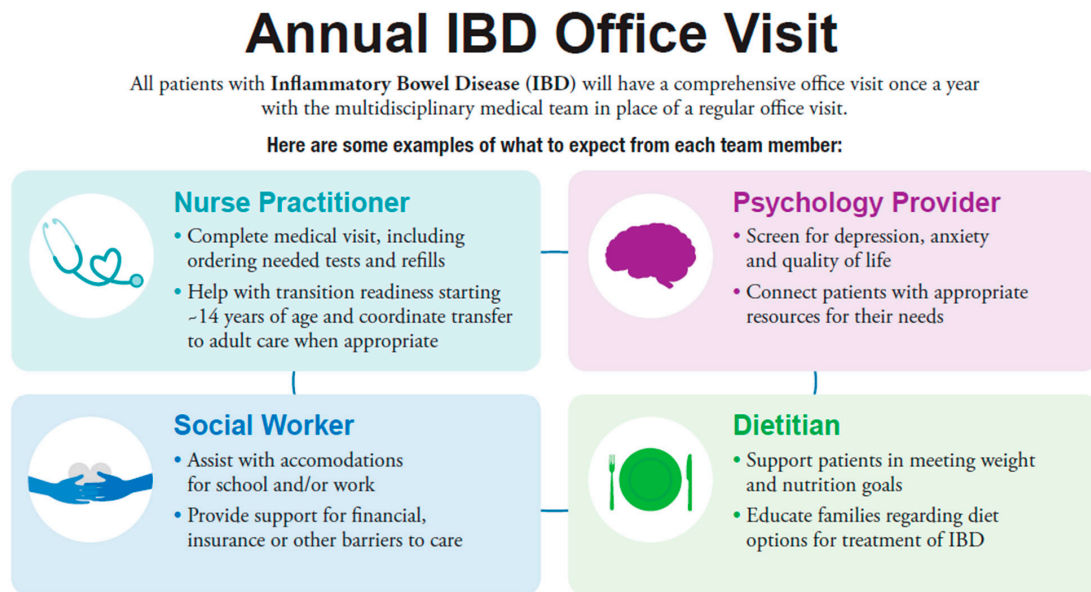 Annual IBD Office Visit
All patients with Inflammatory Bowel Disease (IBD) will have a comprehensive office visit once a year
with the multidisciplinary medical team in place of a regular office visit.
Here are some examples of what to expect from each team member:
Nurse Practitioner
• Complete medical visit, including
ordering needed tests and refills
• Help with transition readiness starting
~14 years of age and coordinate transfer
to adult care when appropriate
Psychology Provider
• Screen for depression, anxiety
and quality of life
• Connect patients with appropriate
resources for their needs
Social Worker
• Assist with accomodations
for school and/or work
• Provide support for financial,
insurance or other barriers to care
Dietitian
• Support patients in meeting weight
and nutrition goals
• Educate families regarding diet
options for treatment of IBD